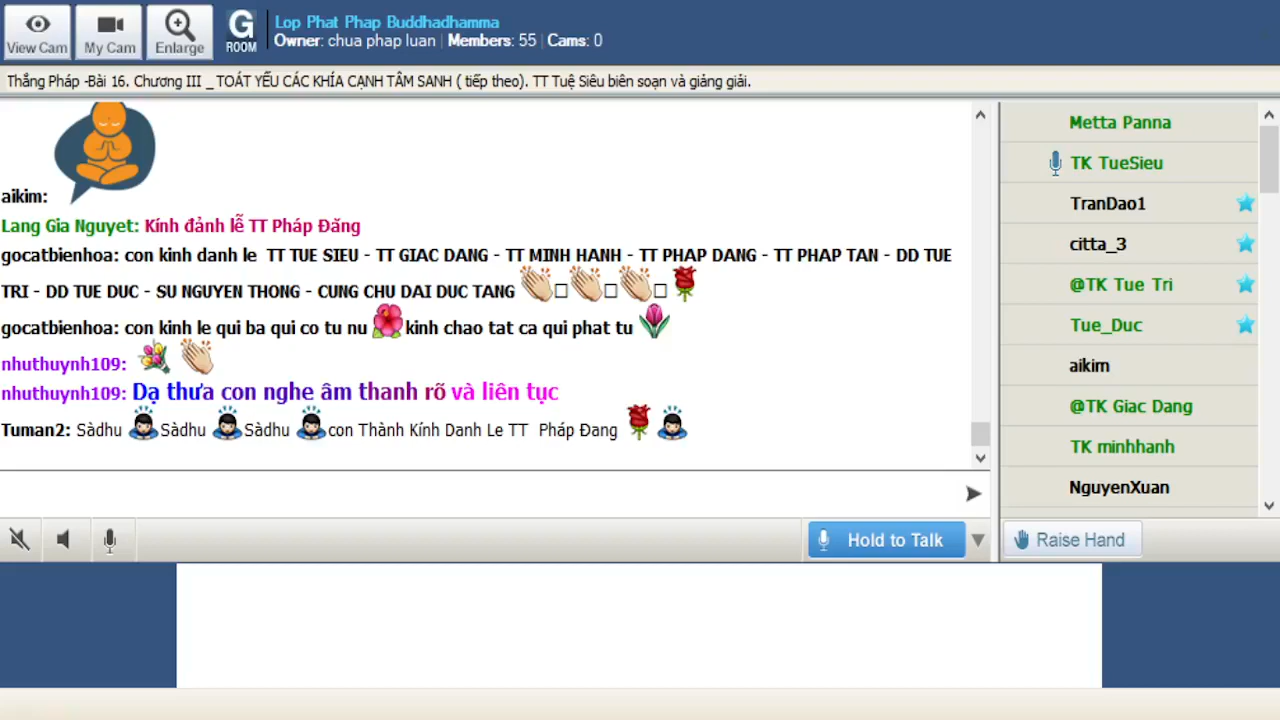 View Cam
My Cam
Enlarge
G
ROOM
Lop Phat Phap Buddhadhamma
Owner: chua phap luan | Members: 55 | Cams: 0
Thắng Pháp -Bài 16. Chương III _ TOÁT YẾU CÁC KHÍA CẠNH TÂM SANH ( tiếp theo). TT Tuệ Siêu biên soạn và giảng giải.
aikim:
Lang Gia Nguyet: Kính đảnh lễ TT Pháp Đăng
gocatbienhoa: con kinh danh le TT TUE SIEU - TT GIAC DANG - TT MINH HANH - TT PHAP DANG - TT PHAP TAN - DD TUE
TRI - DD TUE DUC - SU NGUYEN THONG - CUNG CHU DAI DUC TANG
gocatbienhoa: con kinh le qui ba qui co tu nu kinh chao tat ca qui phat tu
nhuthuynh109:
nhuthuynh109: Dạ thưa con nghe âm thanh rõ và liên tục
Tuman2: Sàdhu Sàdhu Sàdhu con Thành Kính Danh Le TT Pháp Đang
Hold to Talk
Metta Panna
TK TueSieu
TranDao1
citta_3
@TK Tue Tri
Tue_Duc
aikim
@TK Giac Dang
TK minhhanh
NguyenXuan
Raise Hand